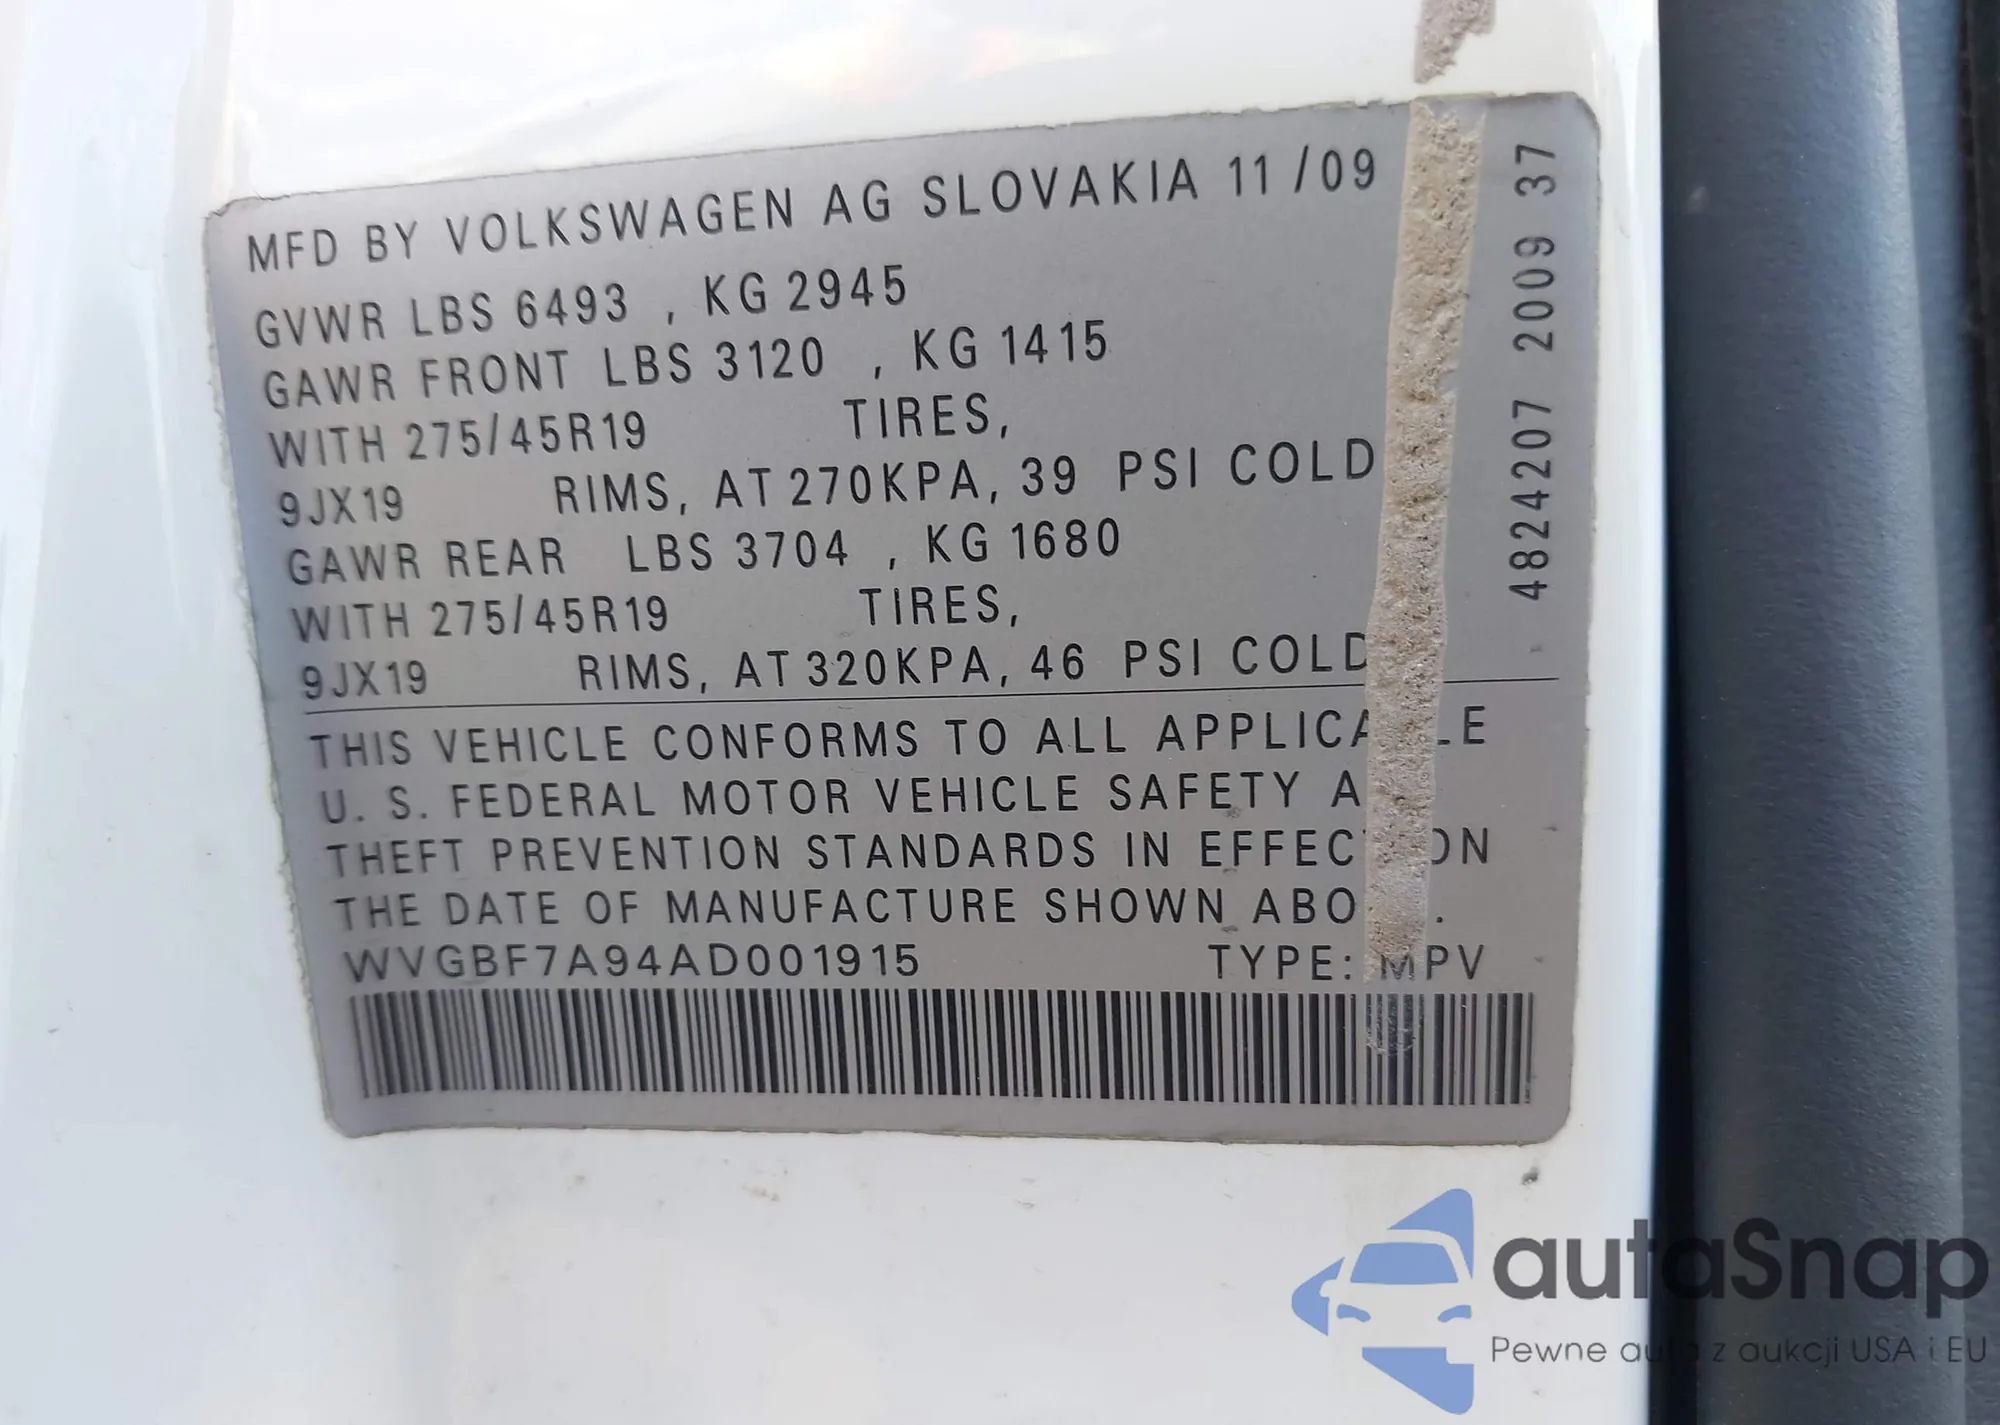 MFD BY VOLKSWAGEN AG SLOVAKIA 11/09
GVWR LBS 6493 , KG 2945
GAWR FRONT LBS 3120 , KG 1415
WITH 275/45R19 TIRES,
9JX19 RIMS, AT 270KPA, 39 PSI COLD
GAWR REAR LBS 3704 , KG 1680
WITH 275/45R19 TIRES,
9JX19 RIMS, AT 320KPA, 46 PSI COLD
THIS VEHICLE CONFORMS TO ALL APPLICA LE
U. S. FEDERAL MOTOR VEHICLE SAFETY A
THEFT PREVENTION STANDARDS IN EFFEC ON
THE DATE OF MANUFACTURE SHOWN ABO .
WVGBF7A94AD001915 TYPE: MPV
4824207 2009 37
autaSnap
Pewne auta z aukcji USA i EU